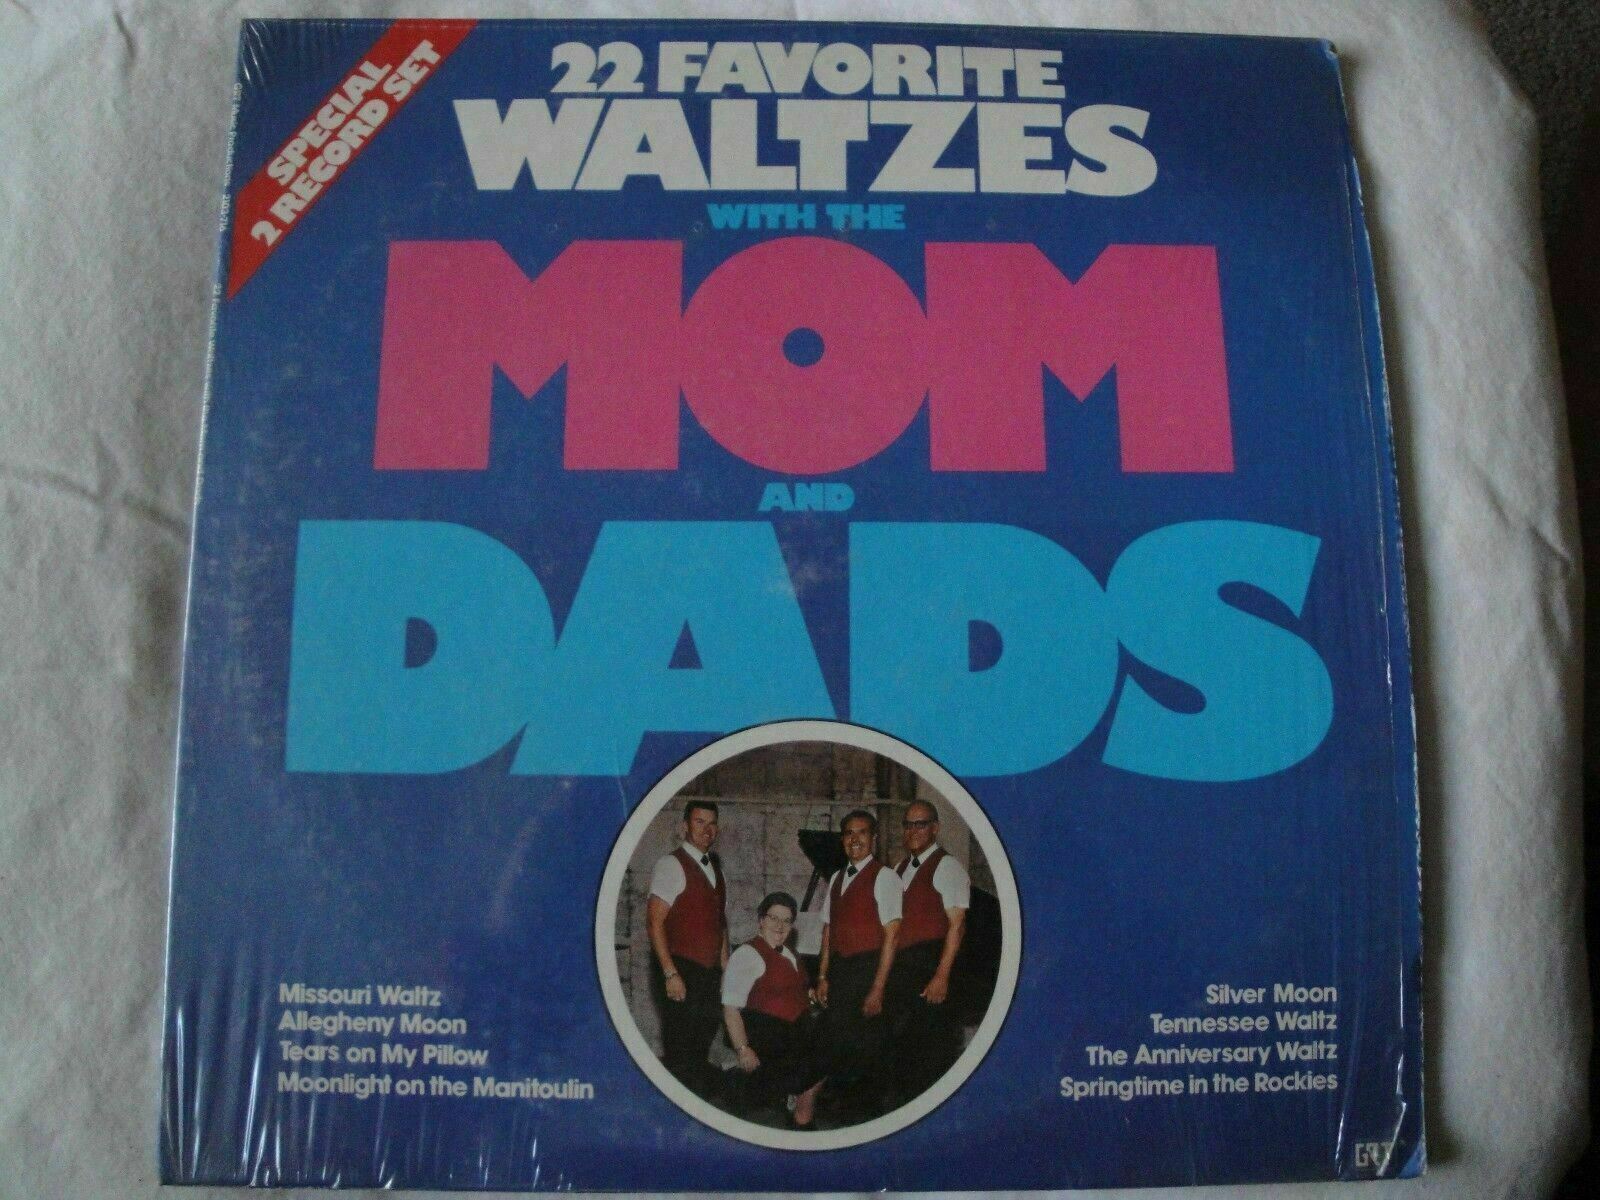 SPECIAL
2 RECORD SET
22 FAVORITE
WALTZES
WITH THE
MOM
AND
DADS
Missouri Waltz
Allegheny Moon
Tears on My Pillow
Moonlight on the Manitoulin
Silver Moon
Tennessee Waltz
The Anniversary Waltz
Springtime in the Rockies